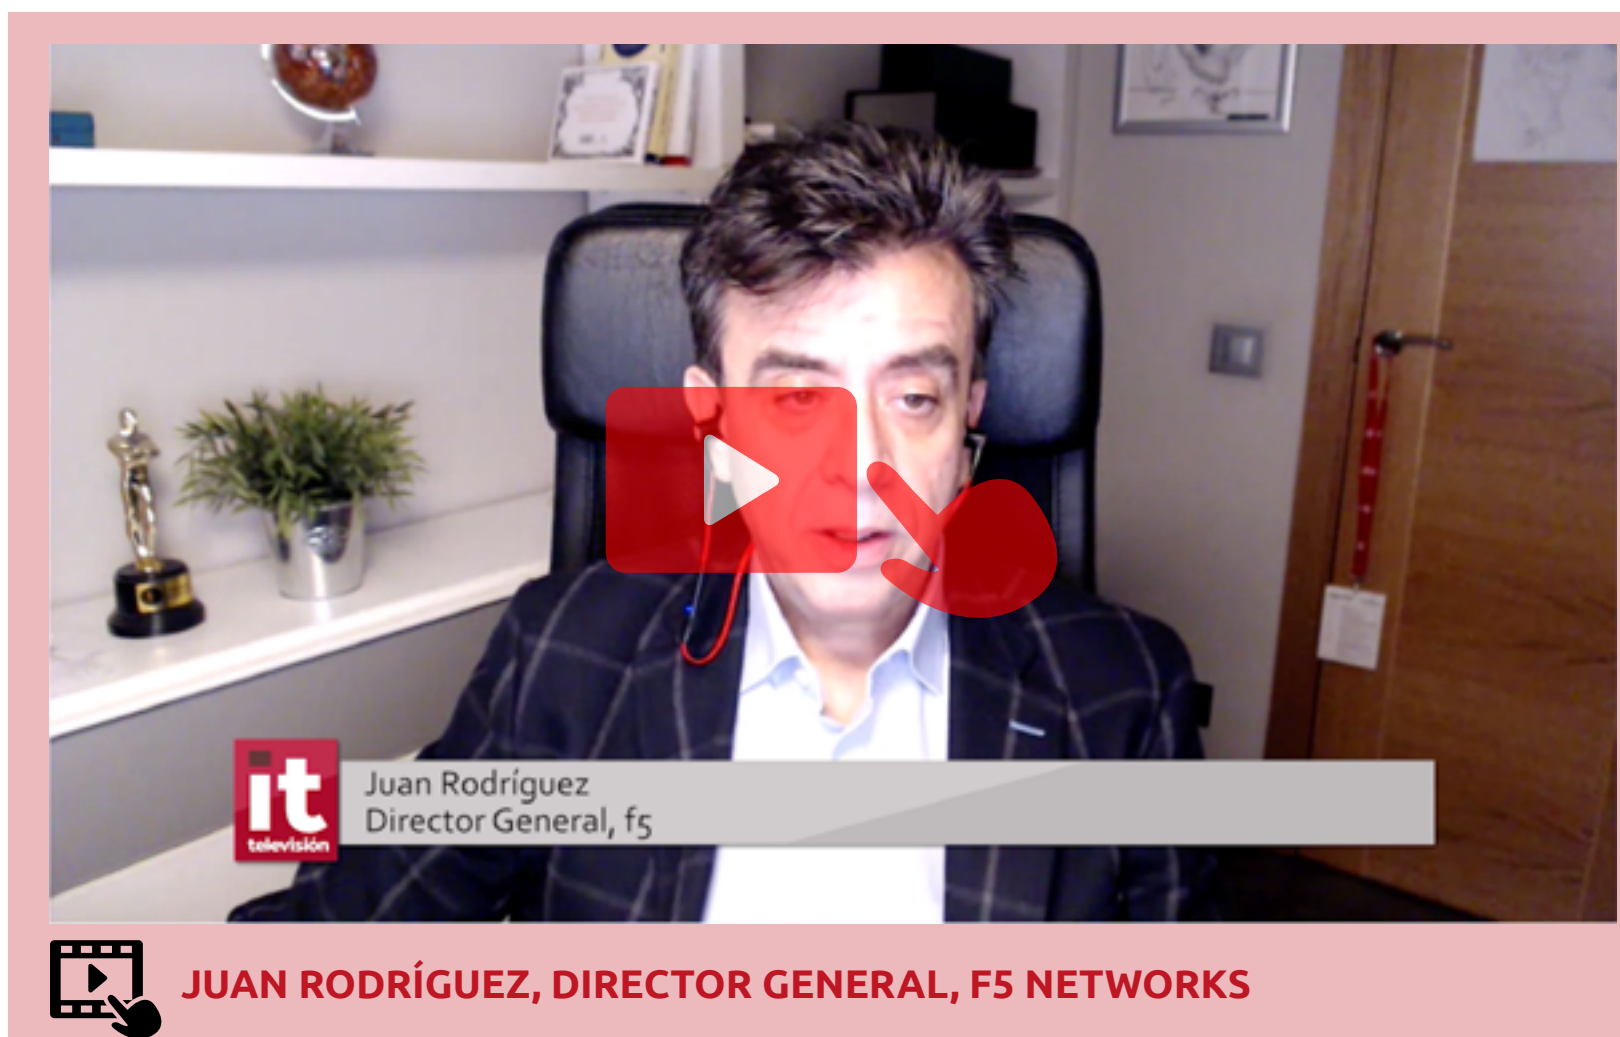 Juan Rodríguez
Director General, f5
it
televisión
JUAN RODRÍGUEZ, DIRECTOR GENERAL, F5 NETWORKS